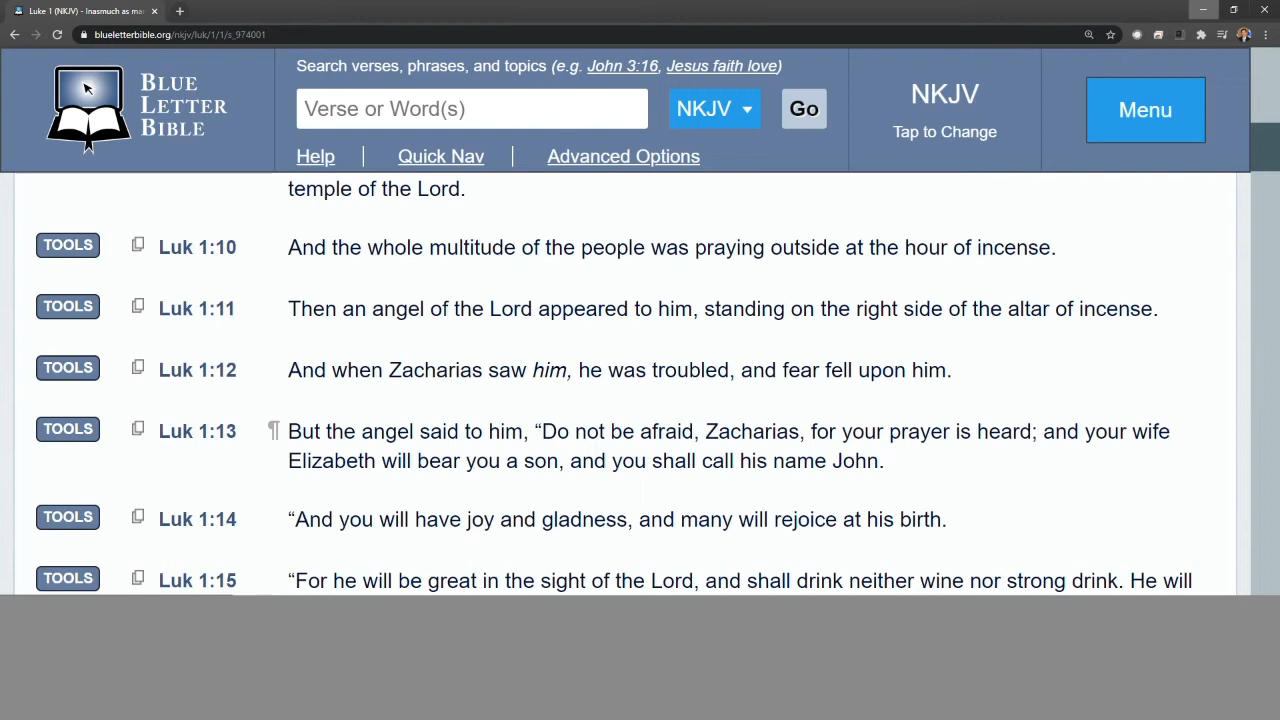 Luke 1 (NKJV) - Inasmuch as ma
blueletterbible.org/nkjv/luk/1/1/s_974001
BLUE
LETTER
BIBLE
Search verses, phrases, and topics (e.g. John 3:16, Jesus faith love)
Verse or Word(s)
NKJV
Go
Help
Quick Nav
Advanced Options
NKJV
Tap to Change
Menu
temple of the Lord.
TOOLS Luk 1:10 And the whole multitude of the people was praying outside at the hour of incense.
TOOLS Luk 1:11 Then an angel of the Lord appeared to him, standing on the right side of the altar of incense.
TOOLS Luk 1:12 And when Zacharias saw him, he was troubled, and fear fell upon him.
TOOLS Luk 1:13 ¶ But the angel said to him, “Do not be afraid, Zacharias, for your prayer is heard; and your wife
Elizabeth will bear you a son, and you shall call his name John.
TOOLS Luk 1:14 “And you will have joy and gladness, and many will rejoice at his birth.
TOOLS Luk 1:15 “For he will be great in the sight of the Lord, and shall drink neither wine nor strong drink. He will